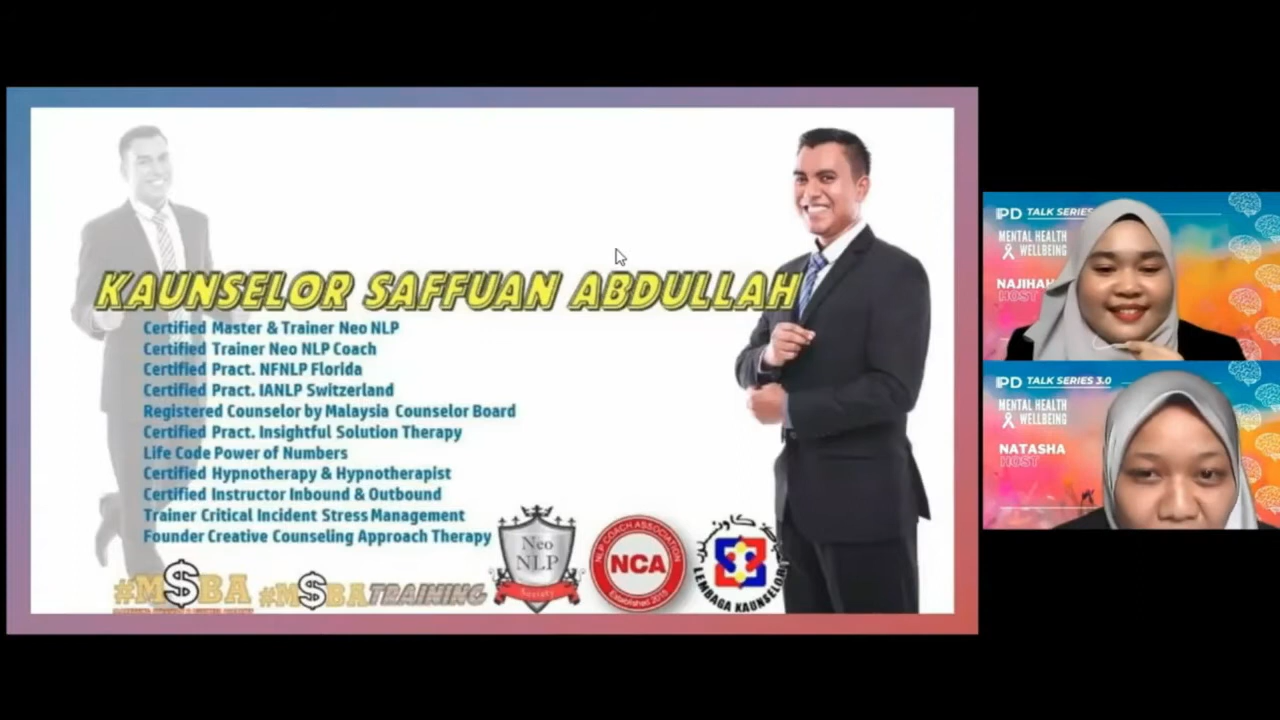 KAUNSELOR SAFFUAN ABDULLAH
Certified Master & Trainer Neo NLP
Certified Trainer Neo NLP Coach
Certified Pract. NFNLP Florida
Certified Pract. IANLP Switzerland
Registered Counselor by Malaysia Counselor Board
Certified Pract. Insightful Solution Therapy
Life Code Power of Numbers
Certified Hypnotherapy & Hypnotherapist
Certified Instructor Inbound & Outbound
Trainer Critical Incident Stress Management
Founder Creative Counseling Approach Therapy
#M$BA
#M$BATRAINING
Neo
NLP
Society
NLP COACH ASSOCIATION
NCA
Established 2015
LEMBAGA KAUNSELOR
PD TALK SERIES
MENTAL HEALTH
WELLBEING
NAJIHAH
HOST
PD TALK SERIES 3.0
MENTAL HEALTH
WELLBEING
NATASHA
HOST